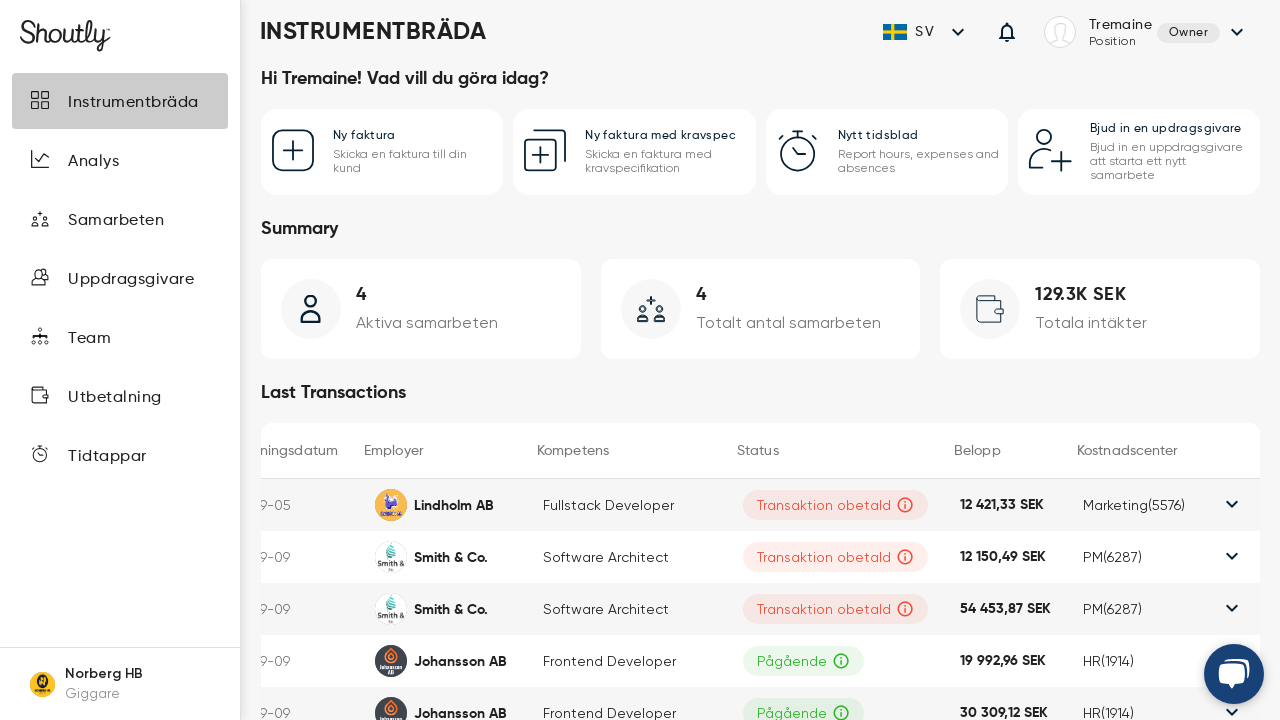 Shoutly
INSTRUMENTBRÄDA
SV
Tremaine
Position
Owner
Instrumentbräda
Analys
Samarbeten
Uppdragsgivare
Team
Utbetalning
Tidtappar
Norberg HB
Giggare
Hi Tremaine! Vad vill du göra idag?
Ny faktura
Skicka en faktura till din
kund
Ny faktura med kravspec
Skicka en faktura med
kravspecifikation
Nytt tidsblad
Report hours, expenses and
absences
Bjud in en updragsgivare
Bjud in en uppdragsgivare
att starta ett nytt
samarbete
Summary
4
Aktiva samarbeten
4
Totalt antal samarbeten
129.3K SEK
Totala intäkter
Last Transactions
ningsdatum Employer Kompetens Status Belopp Kostnadscenter
9-05 Lindholm AB Fullstack Developer Transaktion obetald 12 421,33 SEK Marketing(5576)
9-09 Smith & Co. Software Architect Transaktion obetald 12 150,49 SEK PM(6287)
9-09 Smith & Co. Software Architect Transaktion obetald 54 453,87 SEK PM(6287)
9-09 Johansson AB Frontend Developer Pågående 19 992,96 SEK HR(1914)
9-09 Johansson AB Frontend Developer Pågående 30 309,12 SEK HR(1914)